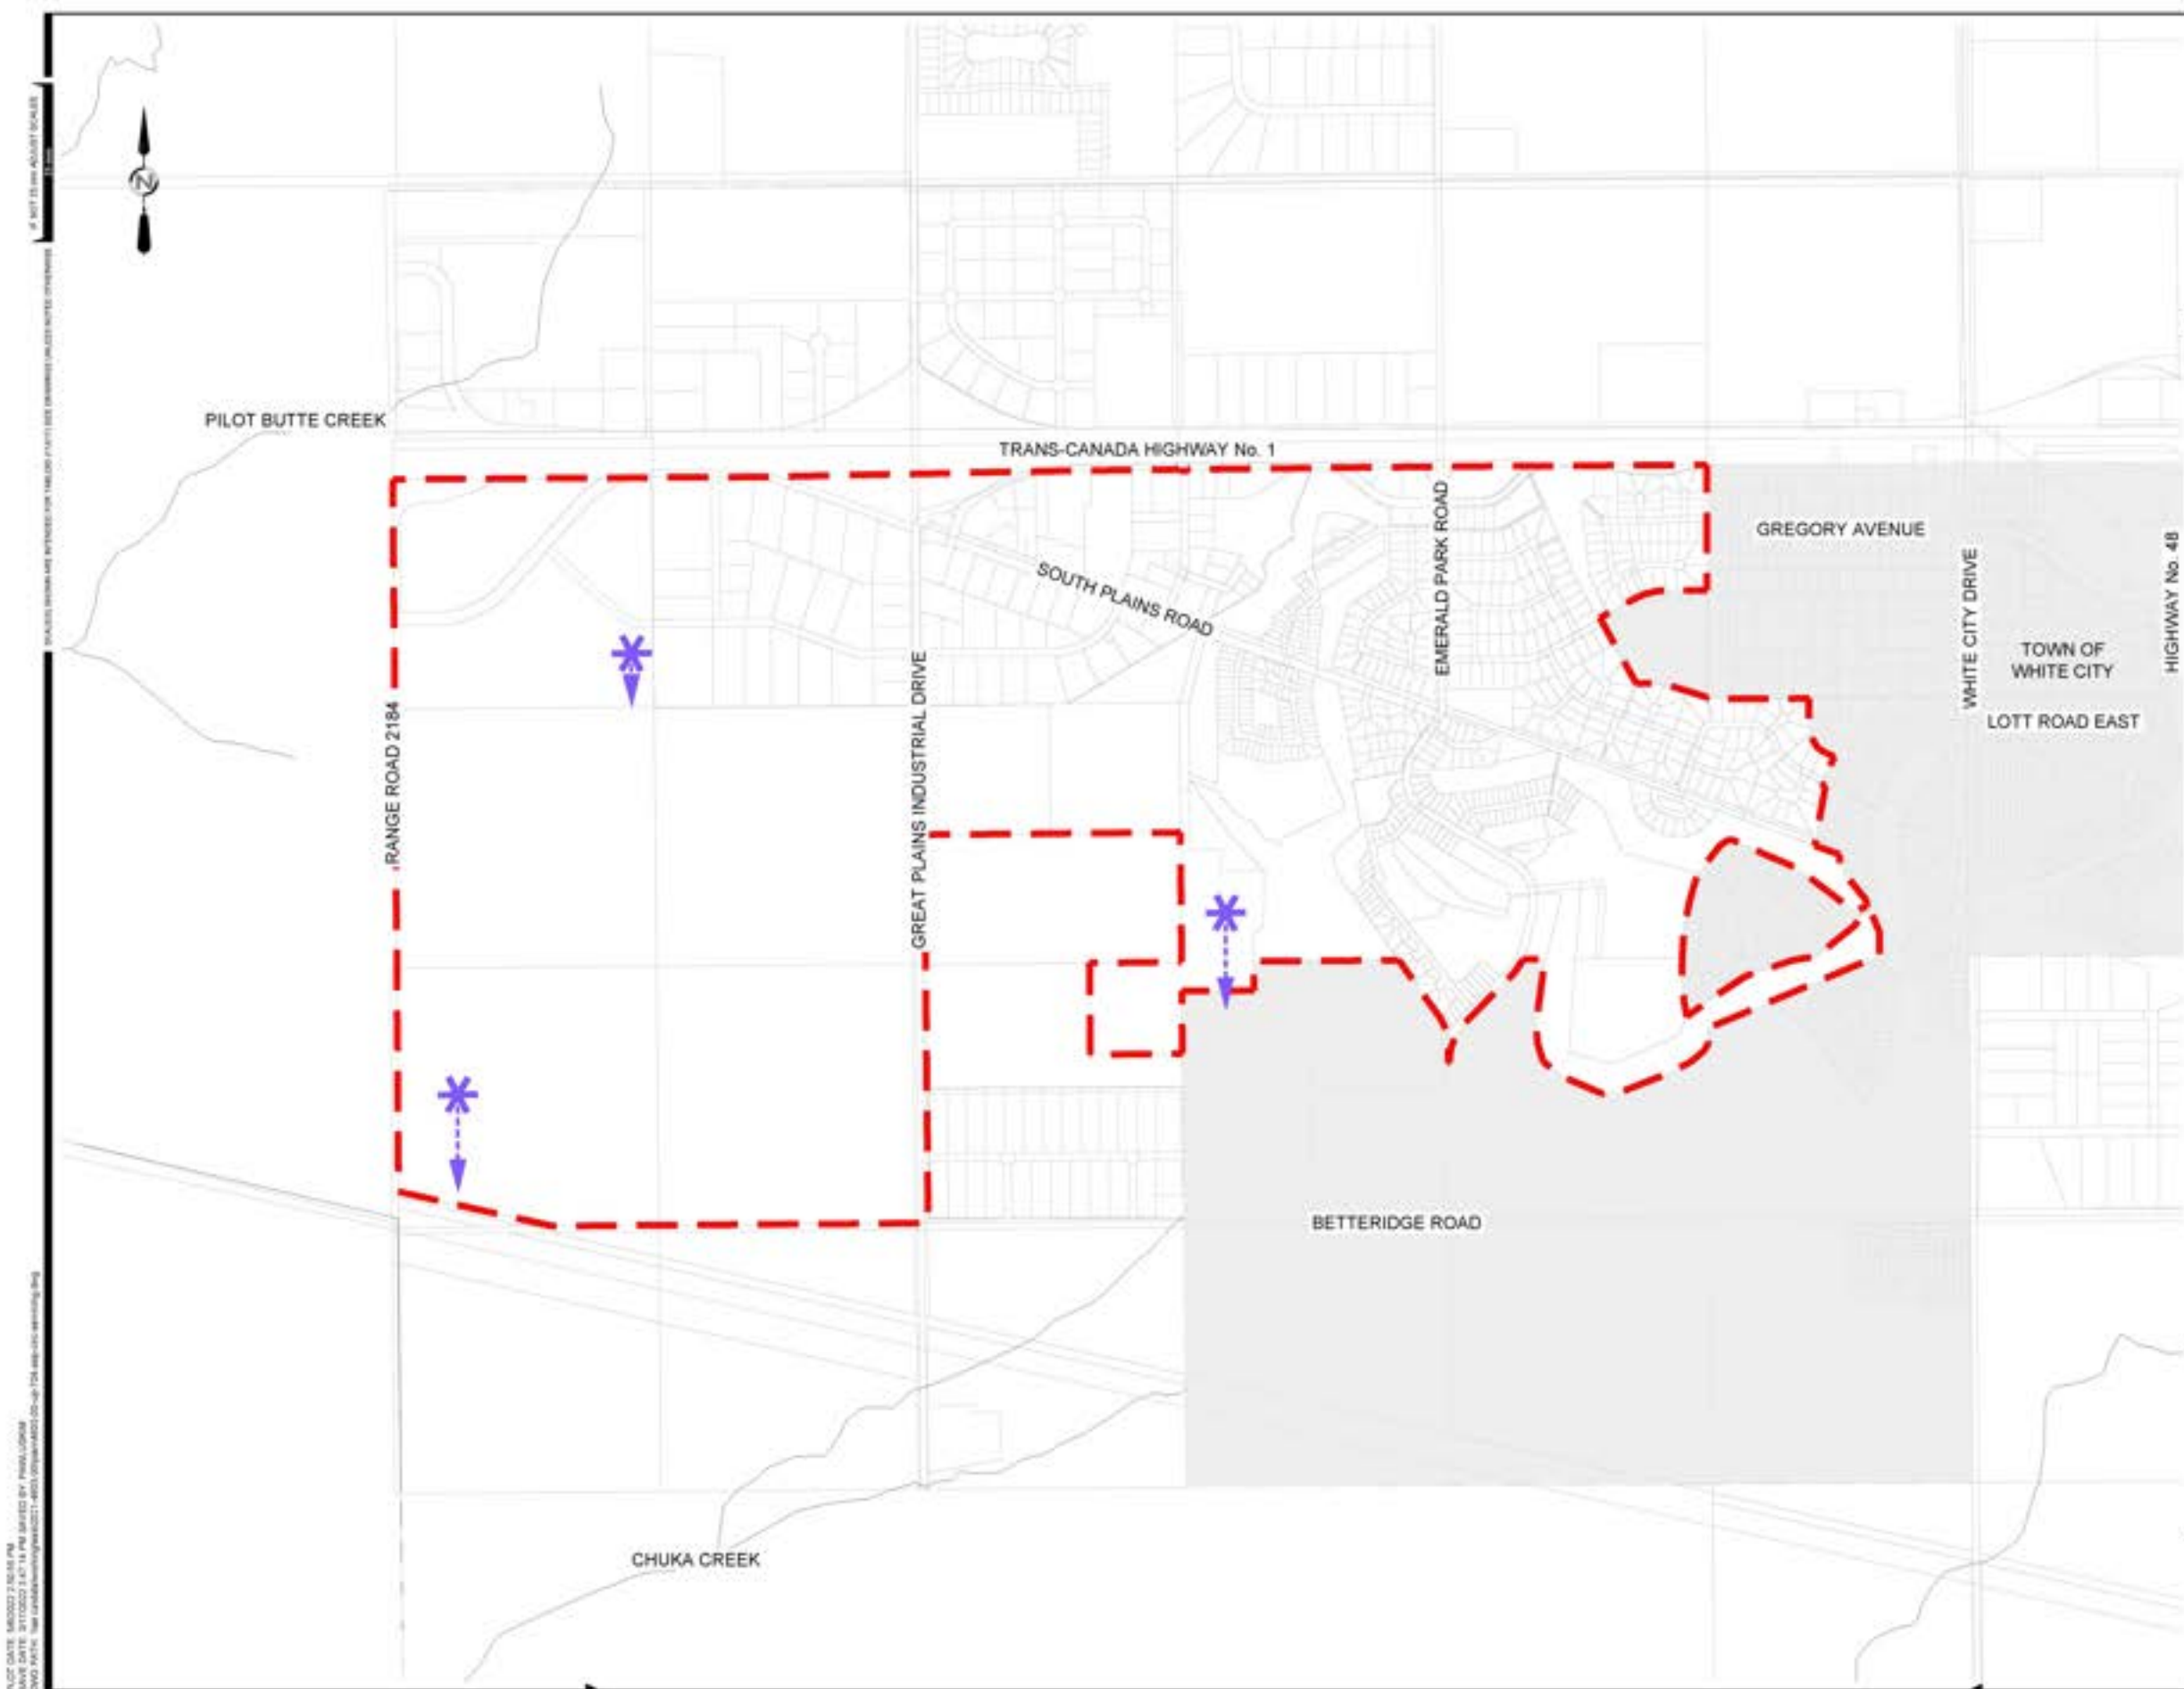 N
PILOT BUTTE CREEK
TRANS-CANADA HIGHWAY No. 1
GREGORY AVENUE
EMERALD PARK ROAD
SOUTH PLAINS ROAD
WHITE CITY DRIVE
HIGHWAY No. 48
TOWN OF
WHITE CITY
LOTT ROAD EAST
RANGE ROAD 2184
GREAT PLAINS INDUSTRIAL DRIVE
BETTERIDGE ROAD
CHUKA CREEK